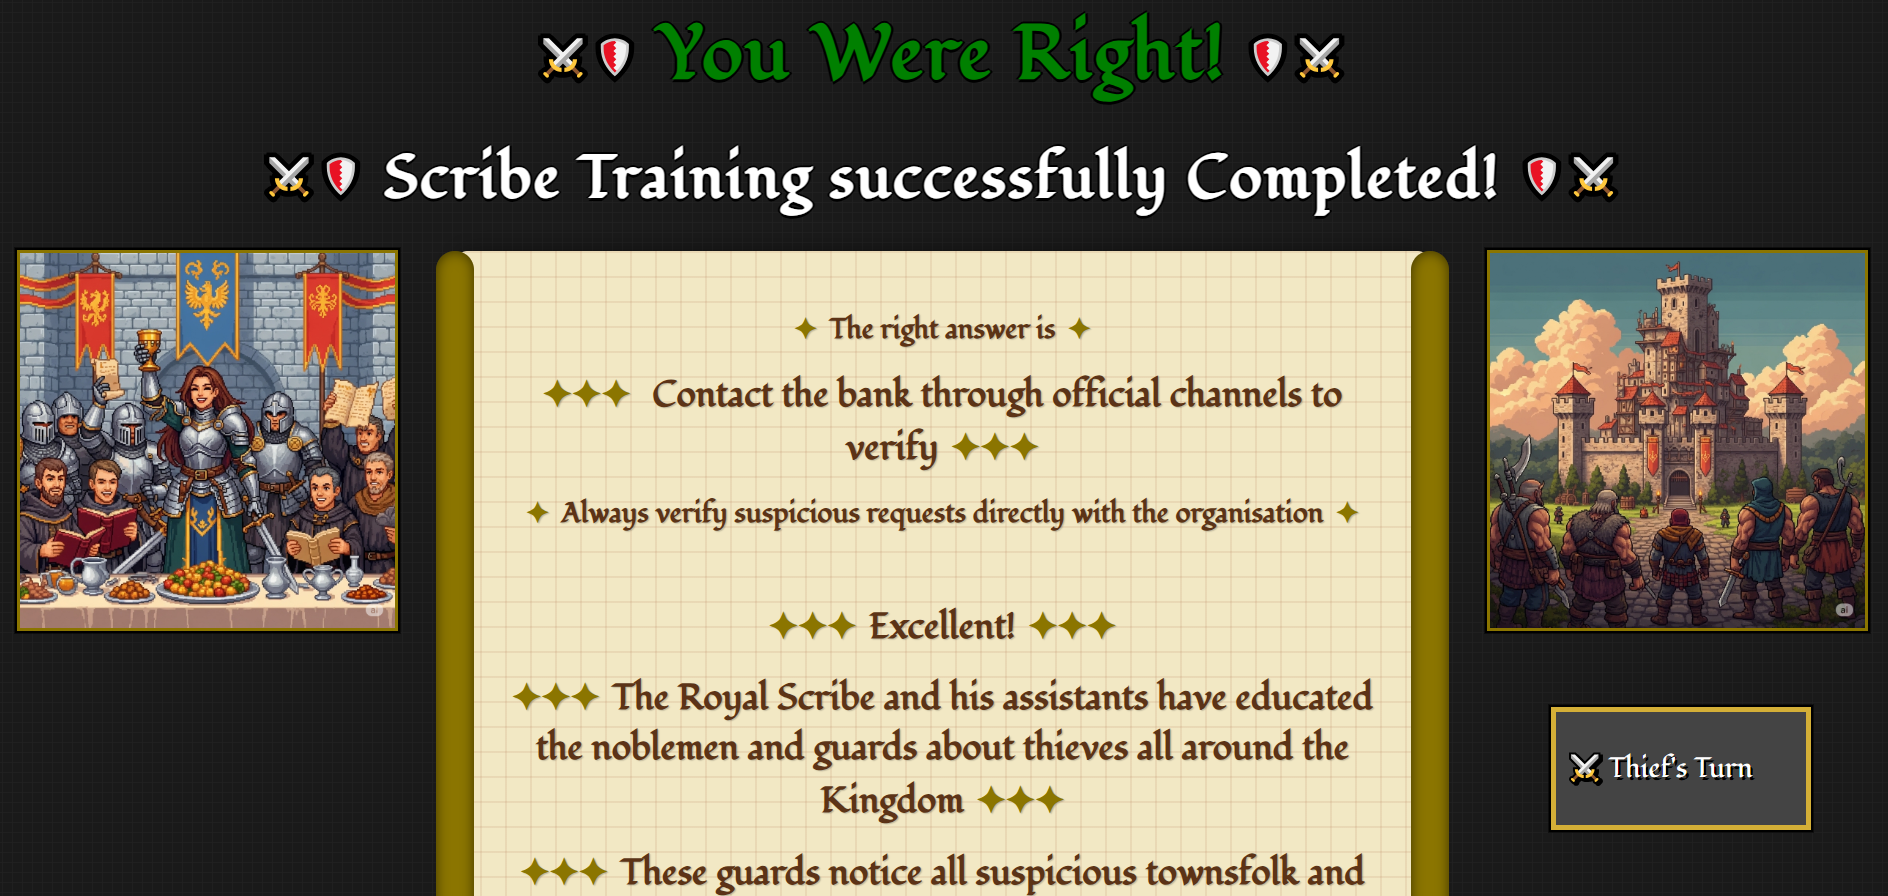 You Were Right!
Scribe Training successfully Completed!
The right answer is
Contact the bank through official channels to
verify
Always verify suspicious requests directly with the organisation
Excellent!
The Royal Scribe and his assistants have educated
the noblemen and guards about thieves all around the
Kingdom
These guards notice all suspicious townsfolk and
ai
ai
Thief's Turn